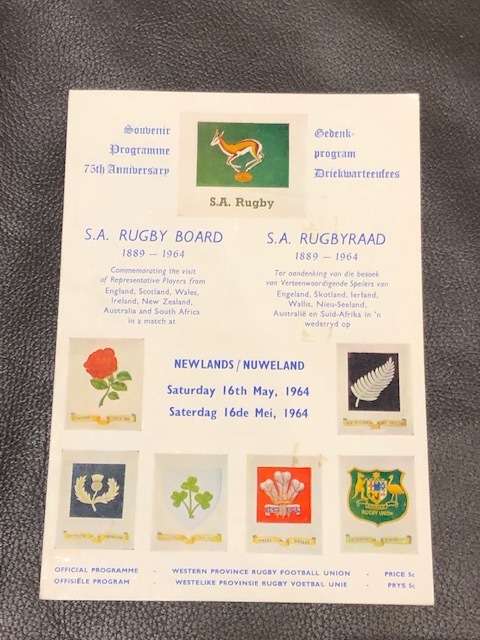 Souvenir
Programme
75th Anniversary
S.A. Rugby
Gedenk-
program
Driekwarteeufees
S.A. RUGBY BOARD
1889 – 1964
Commemorating the visit
of Representative Players from
England, Scotland, Wales,
Ireland, New Zealand,
Australia and South Africa
in a match at
S.A. RUGBYRAAD
1889 – 1964
Ter aandenking van die besoek
van Verteenwoordigende Spelers van
Engeland, Skotland, Ierland,
Wallis, Nieu-Seeland,
Australië en Suid-Afrika in 'n
wedstryd op
NEWLANDS / NUWELAND
Saturday 16th May, 1964
Saterdag 16de Mei, 1964
RUGBY UNION
OFFICIAL PROGRAMME - WESTERN PROVINCE RUGBY FOOTBALL UNION - PRICE 5c
OFFISIËLE PROGRAM - WESTELIKE PROVINSIE RUGBY VOETBAL UNIE - PRYS 5c